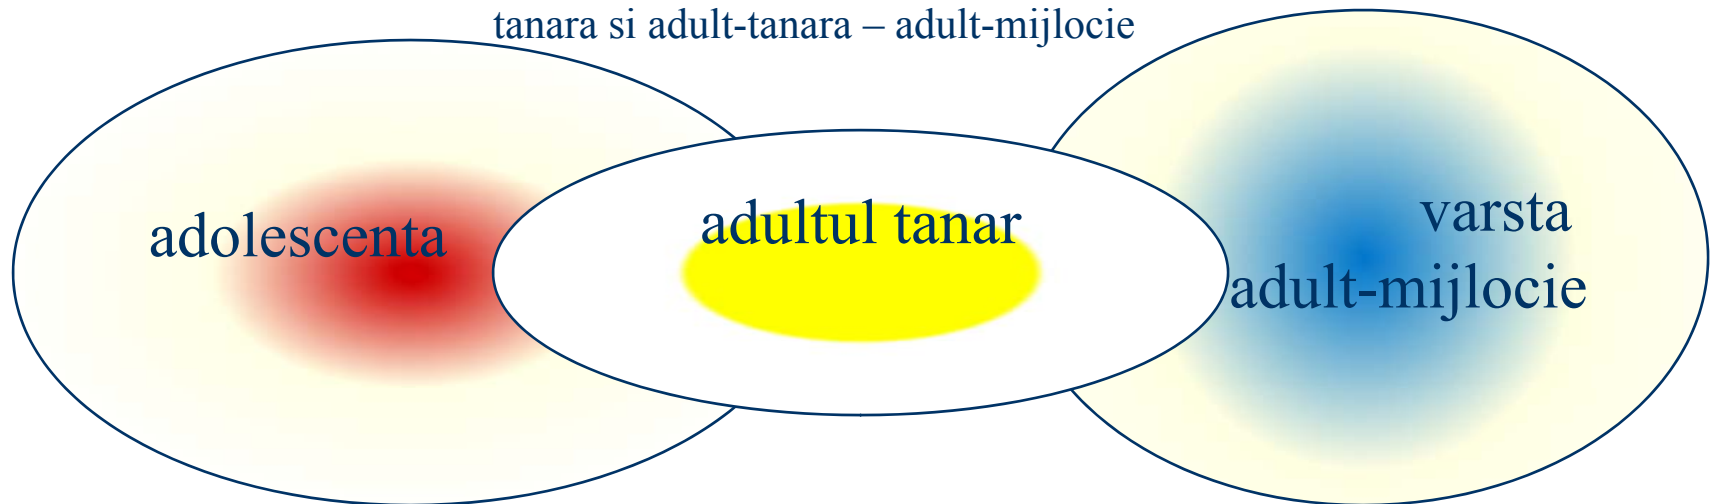 tanara si adult-tanara – adult-mijlocie
adolescenta
adultul tanar
varsta
adult-mijlocie